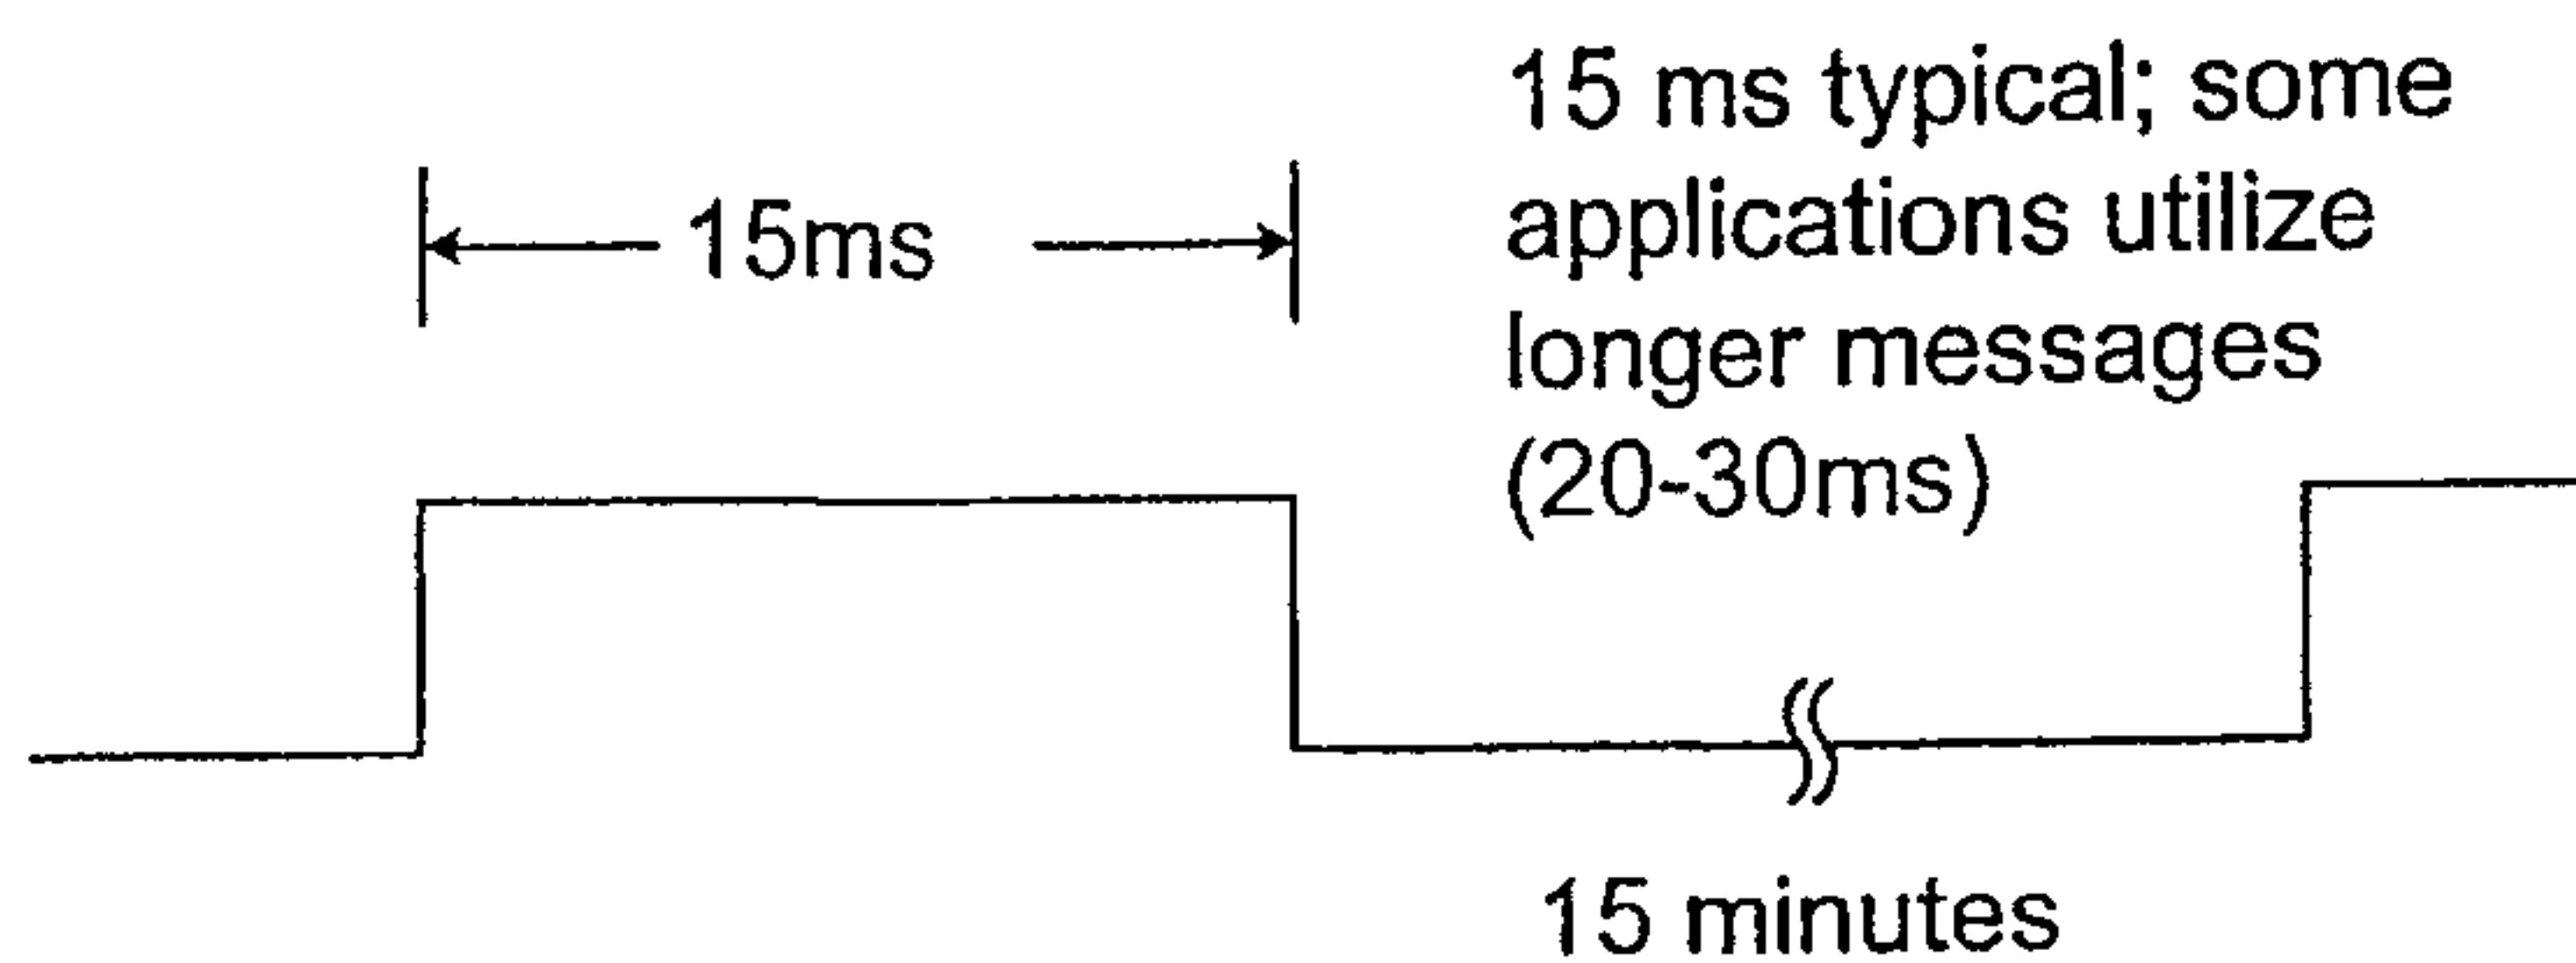 15ms
15 ms typical; some
applications utilize
longer messages
(20-30ms)
15 minutes